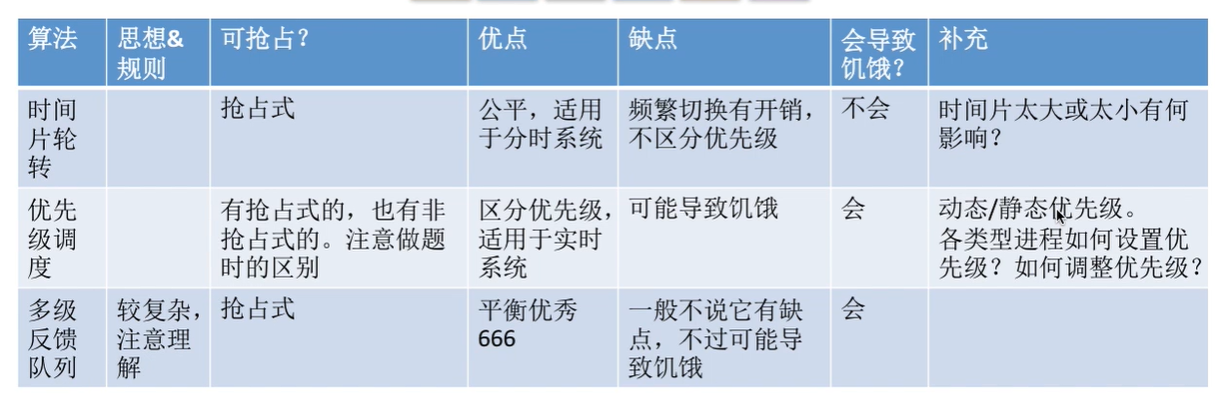 算法
思想&
规则
可抢占？
优点
缺点
会导致
饥饿？
补充
时间
片轮
转
抢占式
公平，适用
于分时系统
频繁切换有开销，
不区分优先级
不会
时间片太大或太小有何
影响？
优先
级调
度
有抢占式的，也有非
抢占式的。注意做题
时的区别
区分优先级，
适用于实时
系统
可能导致饥饿
会
动态/静态优先级。
各类型进程如何设置优
先级？如何调整优先级？
多级
反馈
队列
较复杂，
注意理
解
抢占式
平衡优秀
666
一般不说它有缺
点，不过可能导
致饥饿
会